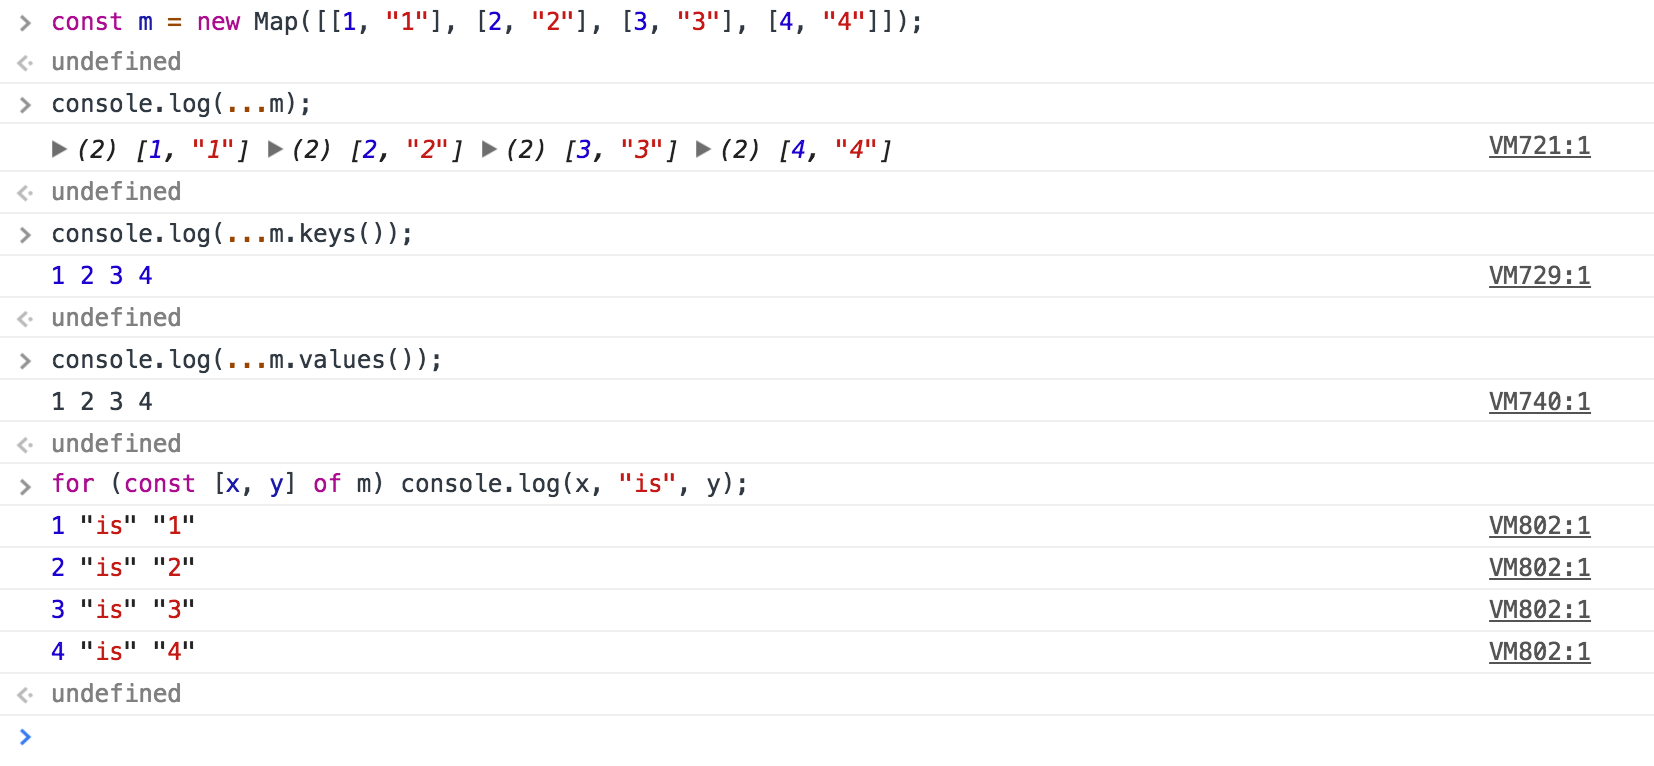 > const m = new Map([[1, "1"], [2, "2"], [3, "3"], [4, "4"]]);
undefined
> console.log(...m);
▶ (2) [1, "1"] ▶ (2) [2, "2"] ▶ (2) [3, "3"] ▶ (2) [4, "4"] VM721:1
undefined
> console.log(...m.keys());
1 2 3 4 VM729:1
undefined
> console.log(...m.values());
1 2 3 4 VM740:1
undefined
> for (const [x, y] of m) console.log(x, "is", y);
1 "is" "1" VM802:1
2 "is" "2" VM802:1
3 "is" "3" VM802:1
4 "is" "4" VM802:1
undefined
>